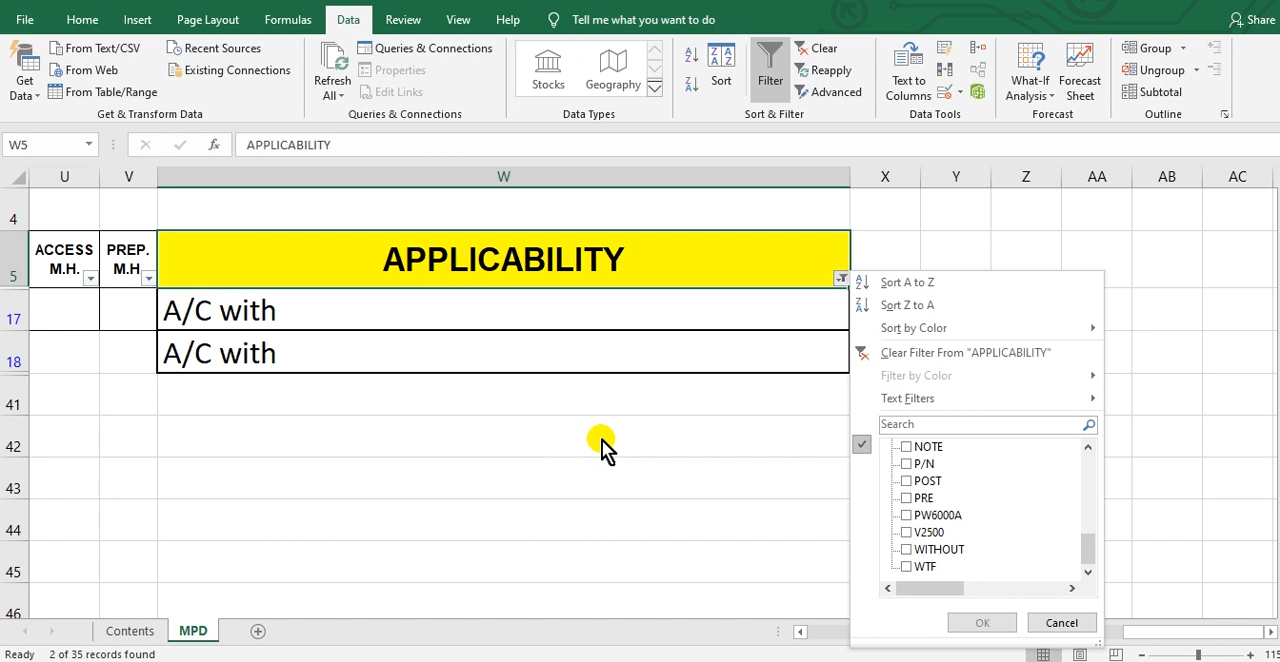 File Home Insert Page Layout Formulas Data Review View Help Tell me what you want to do Share
Get Data
From Text/CSV
From Web
From Table/Range
Recent Sources
Existing Connections
Get & Transform Data
Refresh All
Queries & Connections
Properties
Edit Links
Queries & Connections
Stocks Geography
Data Types
Sort
Filter
Clear
Reapply
Advanced
Sort & Filter
Text to Columns
Data Tools
What-If Analysis
Forecast Sheet
Forecast
Group
Ungroup
Subtotal
Outline
W5 fx APPLICABILITY
U V W X Y Z AA AB AC
4
5 ACCESS M.H. PREP. M.H APPLICABILITY
17 A/C with
18 A/C with
41
42
43
44
45
46
Sort A to Z
Sort Z to A
Sort by Color
Clear Filter From "APPLICABILITY"
Filter by Color
Text Filters
Search
NOTE
P/N
POST
PRE
PW6000A
V2500
WITHOUT
WTF
OK Cancel
Contents MPD
Ready 2 of 35 records found